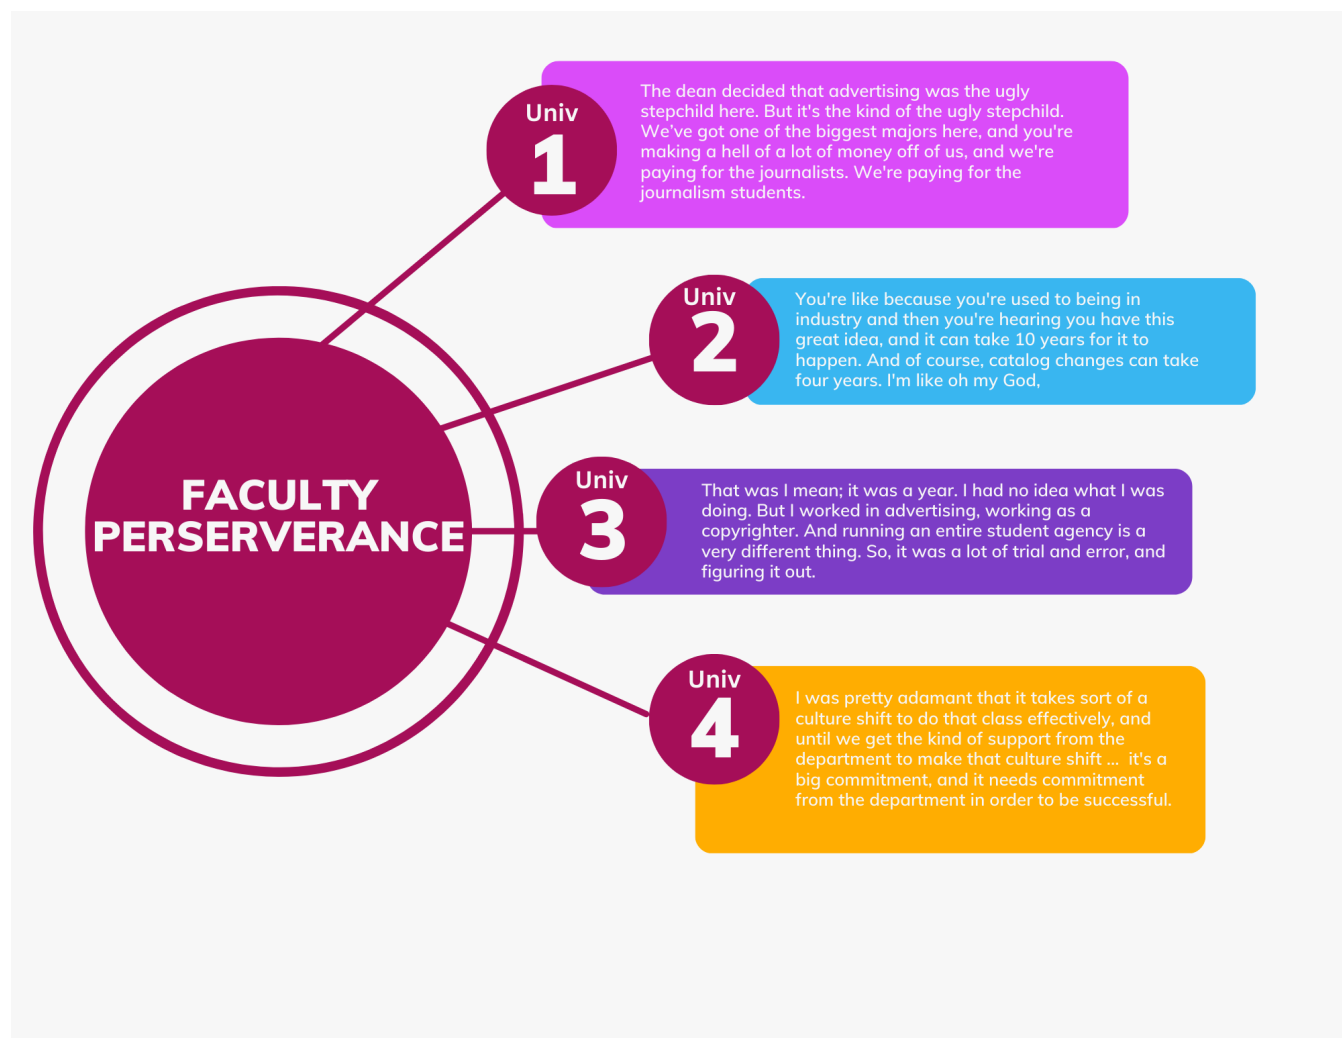 FACULTY
PERSERVERANCE
Univ
1
The dean decided that advertising was the ugly
stepchild here. But it's the kind of the ugly stepchild.
We've got one of the biggest majors here, and you're
making a hell of a lot of money off of us, and we're
paying for the journalists. We're paying for the
journalism students.
Univ
2
You're like because you're used to being in
industry and then you're hearing you have this
great idea, and it can take 10 years for it to
happen. And of course, catalog changes can take
four years. I'm like oh my God,
Univ
3
That was I mean; it was a year. I had no idea what I was
doing. But I worked in advertising, working as a
copyrighter. And running an entire student agency is a
very different thing. So, it was a lot of trial and error, and
figuring it out.
Univ
4
I was pretty adamant that it takes sort of a
culture shift to do that class effectively, and
until we get the kind of support from the
department to make that culture shift ... it's a
big commitment, and it needs commitment
from the department in order to be successful.